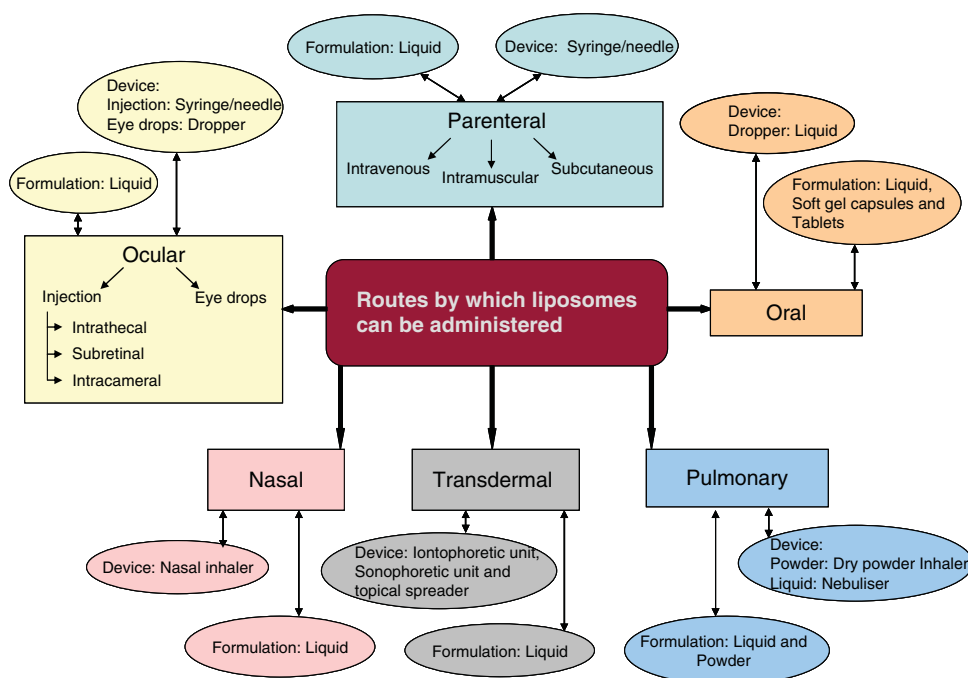 Formulation: Liquid
Device: Syringe/needle
Parenteral
Intravenous
Intramuscular
Subcutaneous
Device:
Injection: Syringe/needle
Eye drops: Dropper
Formulation: Liquid
Ocular
Injection
Eye drops
Intrathecal
Subretinal
Intracameral
Routes by which liposomes
can be administered
Device:
Dropper: Liquid
Formulation: Liquid,
Soft gel capsules and
Tablets
Oral
Nasal
Device: Nasal inhaler
Formulation: Liquid
Transdermal
Device: Iontophoretic unit,
Sonophoretic unit and
topical spreader
Formulation: Liquid
Pulmonary
Device:
Powder: Dry powder Inhaler
Liquid: Nebuliser
Formulation: Liquid and
Powder